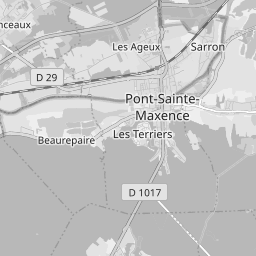 nceaux
Les Ageux
Sarron
D 29
Pont-Sainte-
Maxence
Les Terriers
Beaurepaire
D 1017